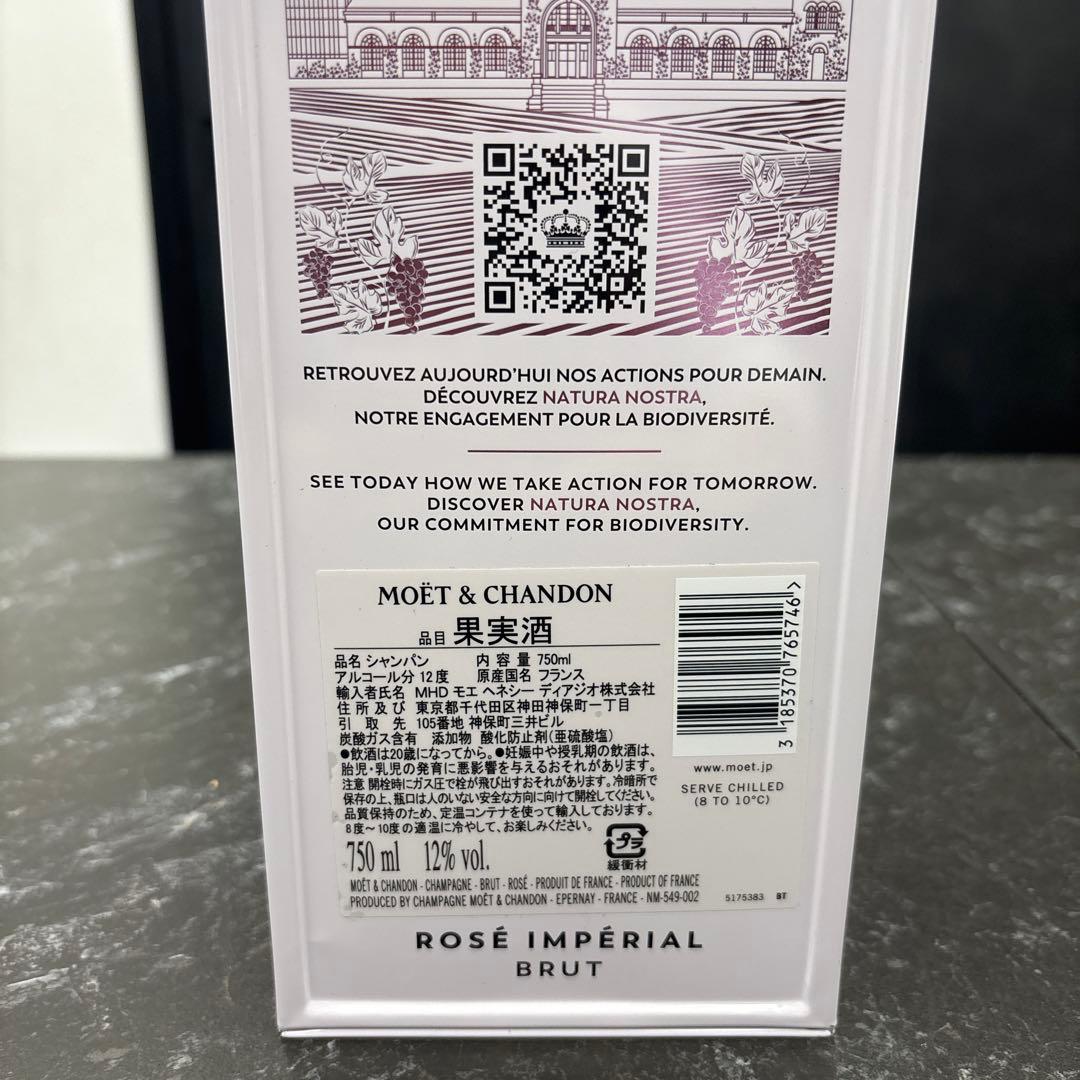 RETROUVEZ AUJOURD'HUI NOS ACTIONS POUR DEMAIN.
DÉCOUVREZ NATURA NOSTRA,
NOTRE ENGAGEMENT POUR LA BIODIVERSITÉ.
SEE TODAY HOW WE TAKE ACTION FOR TOMORROW.
DISCOVER NATURA NOSTRA,
OUR COMMITMENT FOR BIODIVERSITY.
MOËT & CHANDON
品目 果実酒
品名 シャンパン 内容量 750ml
アルコール分 12度 原産国名 フランス
輸入者氏名 MHD モエ ヘネシー ディアジオ株式会社
住所及び 東京都千代田区神田神保町一丁目
引取先 105番地 神保町三井ビル
炭酸ガス含有 添加物 酸化防止剤(亜硫酸塩)
●飲酒は20歳になってから。●妊娠中や授乳期の飲酒は、
胎児・乳児の発育に悪影響を与えるおそれがあります。
注意 開栓時にガス圧で栓が飛び出すおそれがあります。冷暗所で
保存の上、瓶口は人のいない安全な方向に向けて開栓してください。
品質保持のため、定温コンテナを使って輸入しております。
8度～10度の適温に冷やして、お楽しみください。
プラ
緩衝材
750 ml 12% vol.
MOËT & CHANDON - CHAMPAGNE - BRUT - ROSÉ - PRODUIT DE FRANCE - PRODUCT OF FRANCE
PRODUCED BY CHAMPAGNE MOËT & CHANDON - EPERNAY - FRANCE - NM-549-002
3 185370 765746 >
www.moet.jp
SERVE CHILLED
(8 TO 10°C)
5175383 BT
ROSÉ IMPÉRIAL
BRUT